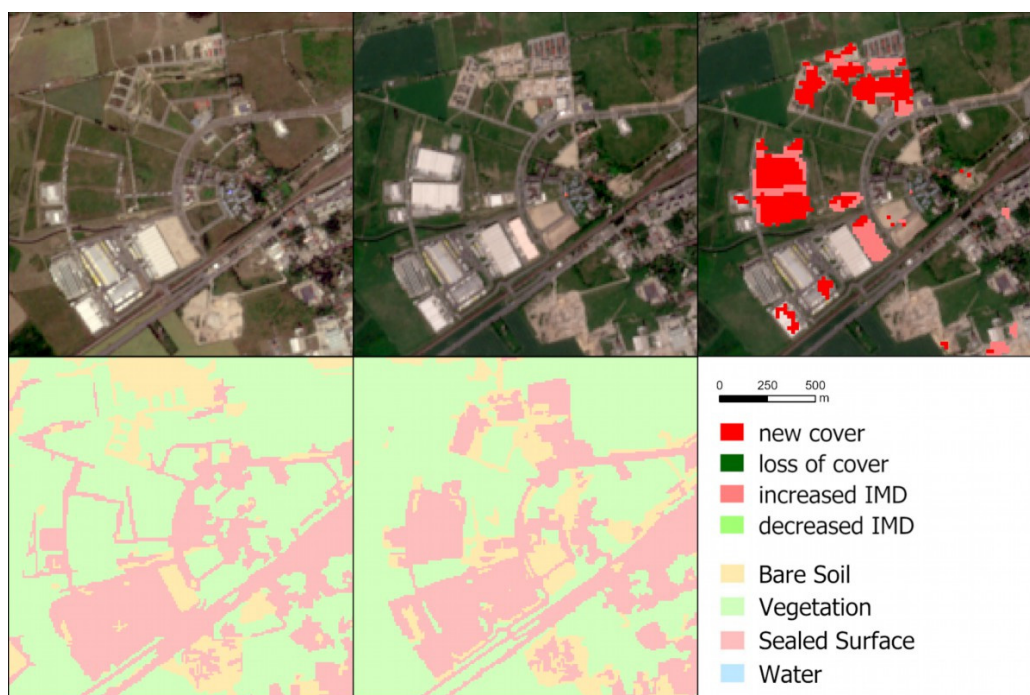 0 250 500
m
new cover
loss of cover
increased IMD
decreased IMD
Bare Soil
Vegetation
Sealed Surface
Water